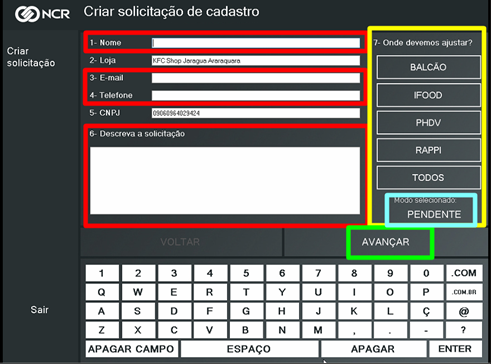 NCR
Criar solicitação de cadastro
Criar
solicitação
1- Nome
2- Loja KFC Shop Jaragua Araraquara
3- E-mail
4- Telefone
5- CNPJ 09060964029424
6- Descreva a solicitação
7- Onde devemos ajustar?
BALCÃO
IFOOD
PHDV
RAPPI
TODOS
Modo selecionado:
PENDENTE
VOLTAR AVANÇAR
Sair
1 2 3 4 5 6 7 8 9 0 .COM
Q W E R T Y U I O P .COM.BR
A S D F G H J K L Ç @
Z X C V B N M , . - ?
APAGAR CAMPO ESPAÇO APAGAR ENTER